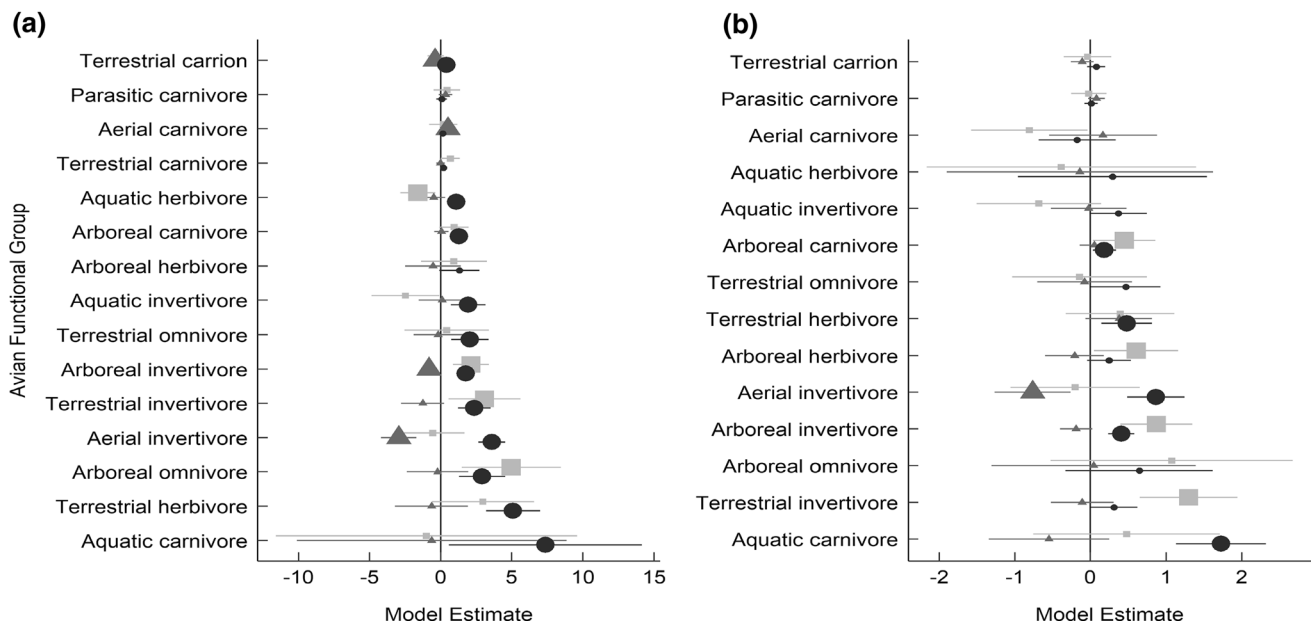 (a)
Avian Functional Group
Terrestrial carrion
Parasitic carnivore
Aerial carnivore
Terrestrial carnivore
Aquatic herbivore
Arboreal carnivore
Arboreal herbivore
Aquatic invertivore
Terrestrial omnivore
Arboreal invertivore
Terrestrial invertivore
Aerial invertivore
Arboreal omnivore
Terrestrial herbivore
Aquatic carnivore
-10 -5 0 5 10 15
Model Estimate
(b)
Terrestrial carrion
Parasitic carnivore
Aerial carnivore
Aquatic herbivore
Aquatic invertivore
Arboreal carnivore
Terrestrial omnivore
Terrestrial herbivore
Arboreal herbivore
Aerial invertivore
Arboreal invertivore
Arboreal omnivore
Terrestrial invertivore
Aquatic carnivore
-2 -1 0 1 2
Model Estimate